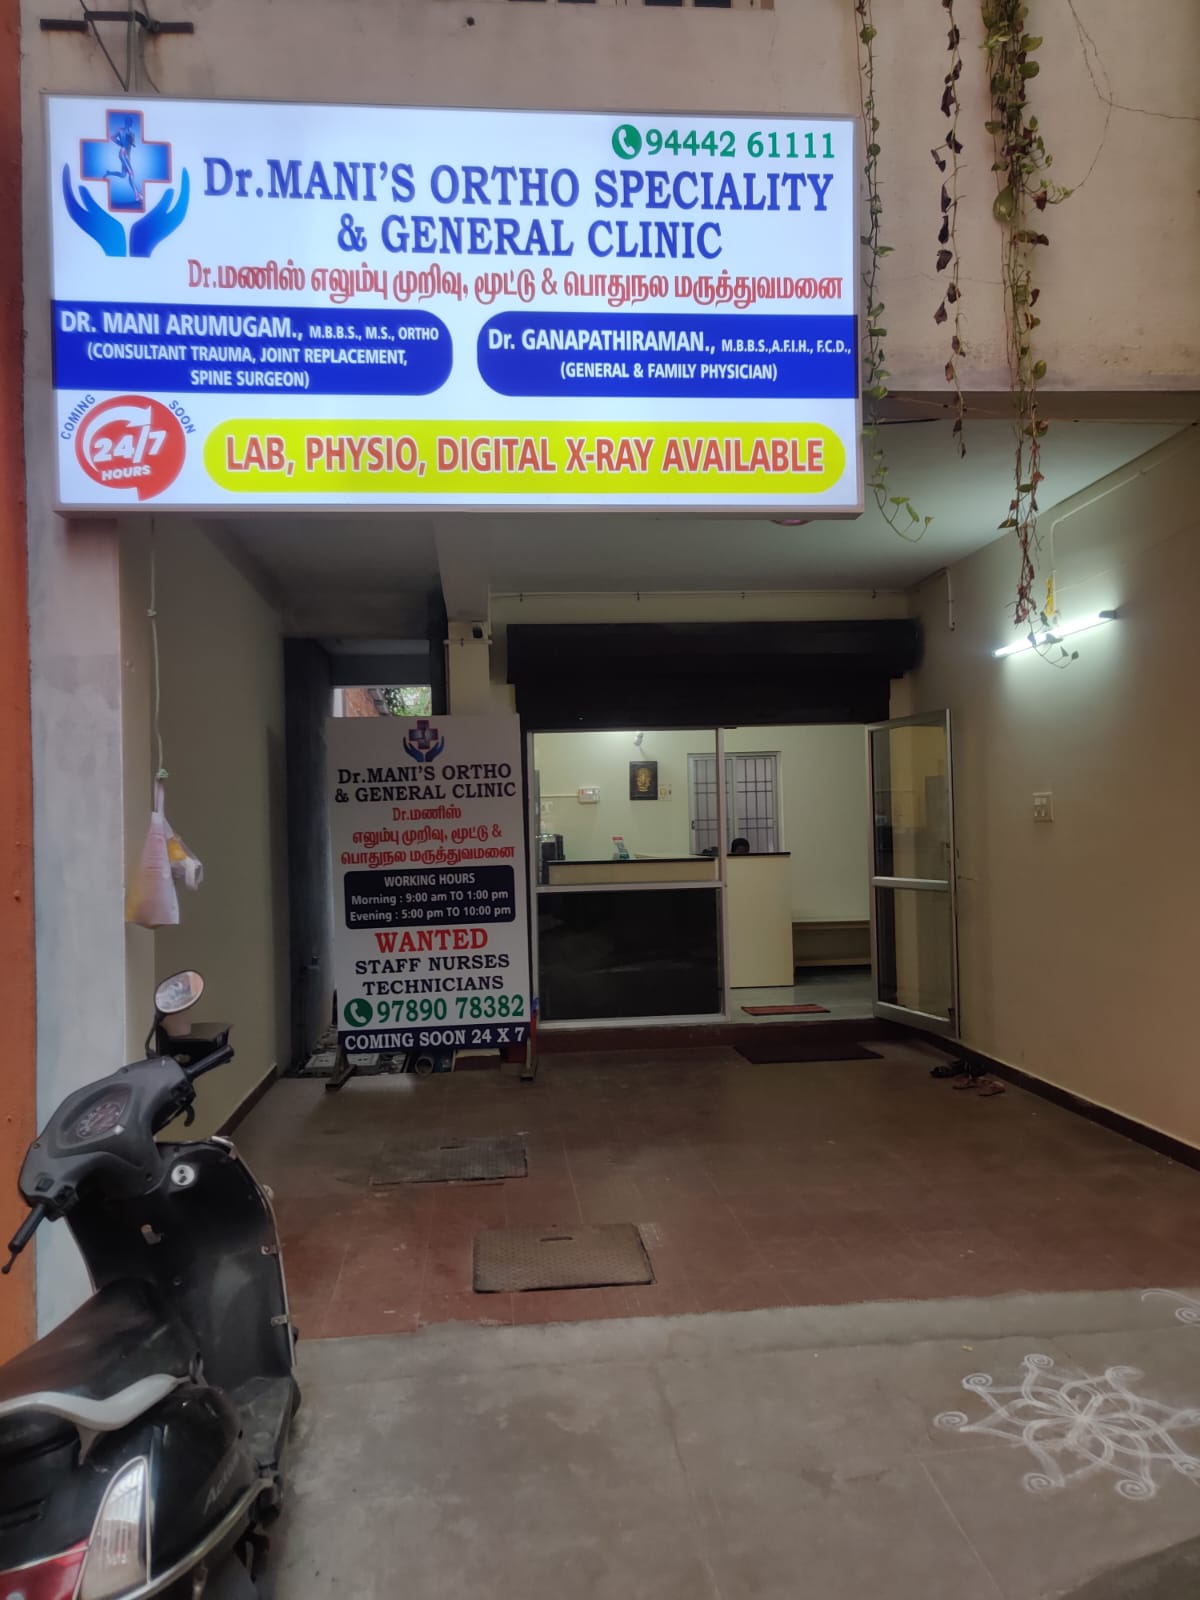 94442 61111
Dr.MANI'S ORTHO SPECIALITY
& GENERAL CLINIC
Dr.மணிஸ் எலும்பு முறிவு, மூட்டு & பொதுநல மருத்துவமனை
DR. MANI ARUMUGAM., M.B.B.S., M.S., ORTHO
(CONSULTANT TRAUMA, JOINT REPLACEMENT,
SPINE SURGEON)
Dr. GANAPATHIRAMAN., M.B.B.S.,A.F.I.H., F.C.D.,
(GENERAL & FAMILY PHYSICIAN)
COMING SOON
24/7
HOURS
LAB, PHYSIO, DIGITAL X-RAY AVAILABLE
Dr.MANI'S ORTHO
& GENERAL CLINIC
Dr.மணிஸ்
எலும்பு முறிவு, மூட்டு &
பொதுநல மருத்துவமனை
WORKING HOURS
Morning : 9:00 am TO 1:00 pm
Evening : 5:00 pm TO 10:00 pm
WANTED
STAFF NURSES
TECHNICIANS
97890 78382
COMING SOON 24 X 7